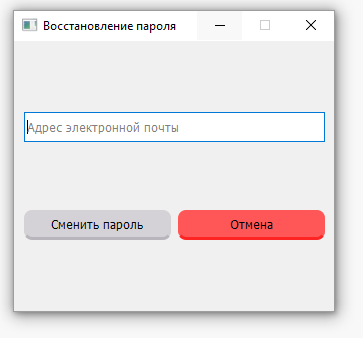 Восстановление пароля
Адрес электронной почты
Сменить пароль
Отмена